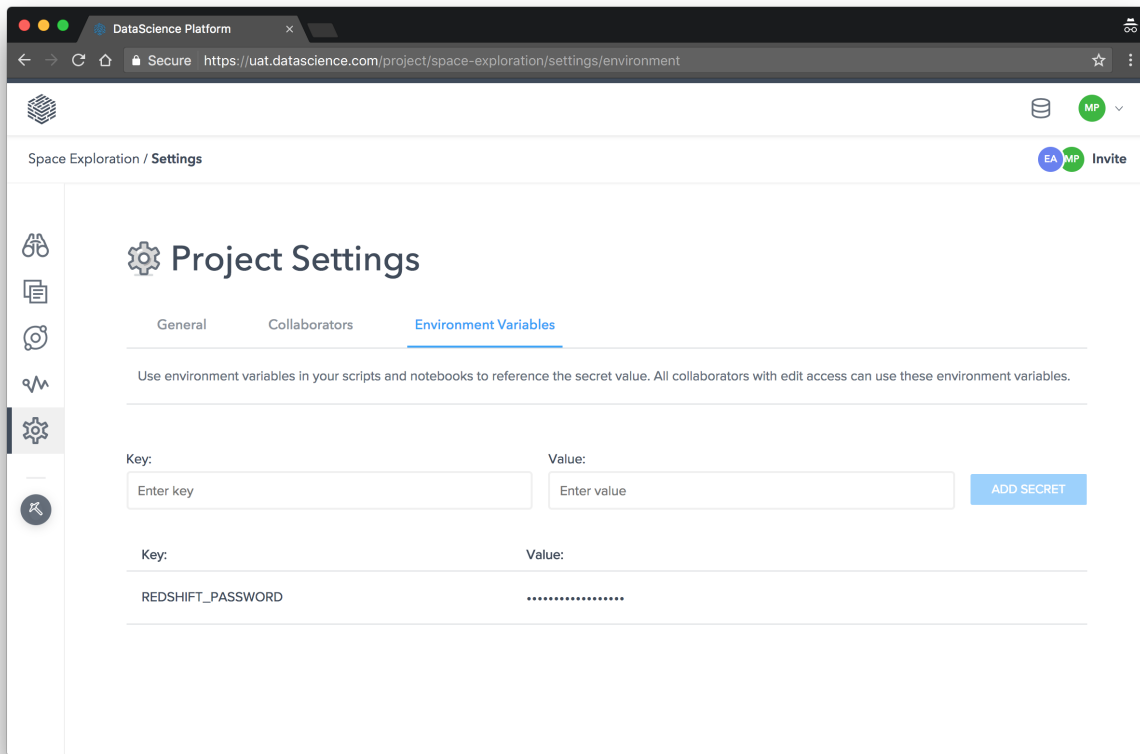 DataScience Platform
Secure https://uat.datascience.com/project/space-exploration/settings/environment
MP
Space Exploration / Settings
EA MP Invite
Project Settings
General Collaborators Environment Variables
Use environment variables in your scripts and notebooks to reference the secret value. All collaborators with edit access can use these environment variables.
Key: Value:
Enter key Enter value ADD SECRET
Key: Value:
REDSHIFT_PASSWORD ••••••••••••••••••